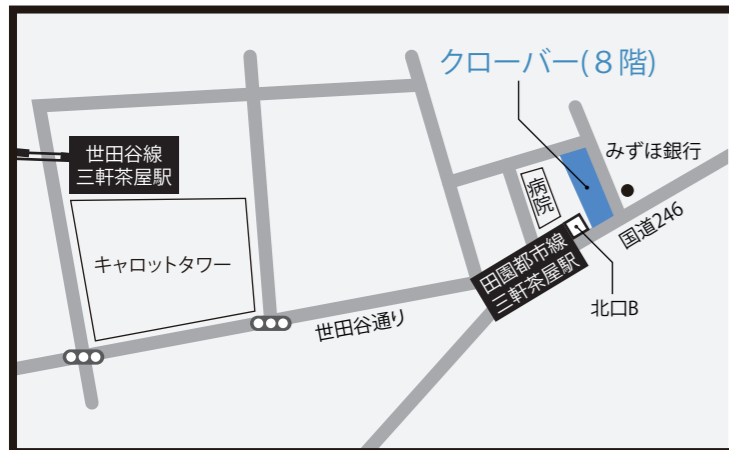 クローバー(８階)
世田谷線
三軒茶屋駅
みずほ銀行
病院
キャロットタワー
国道246
田園都市線
三軒茶屋駅
北口B
世田谷通り